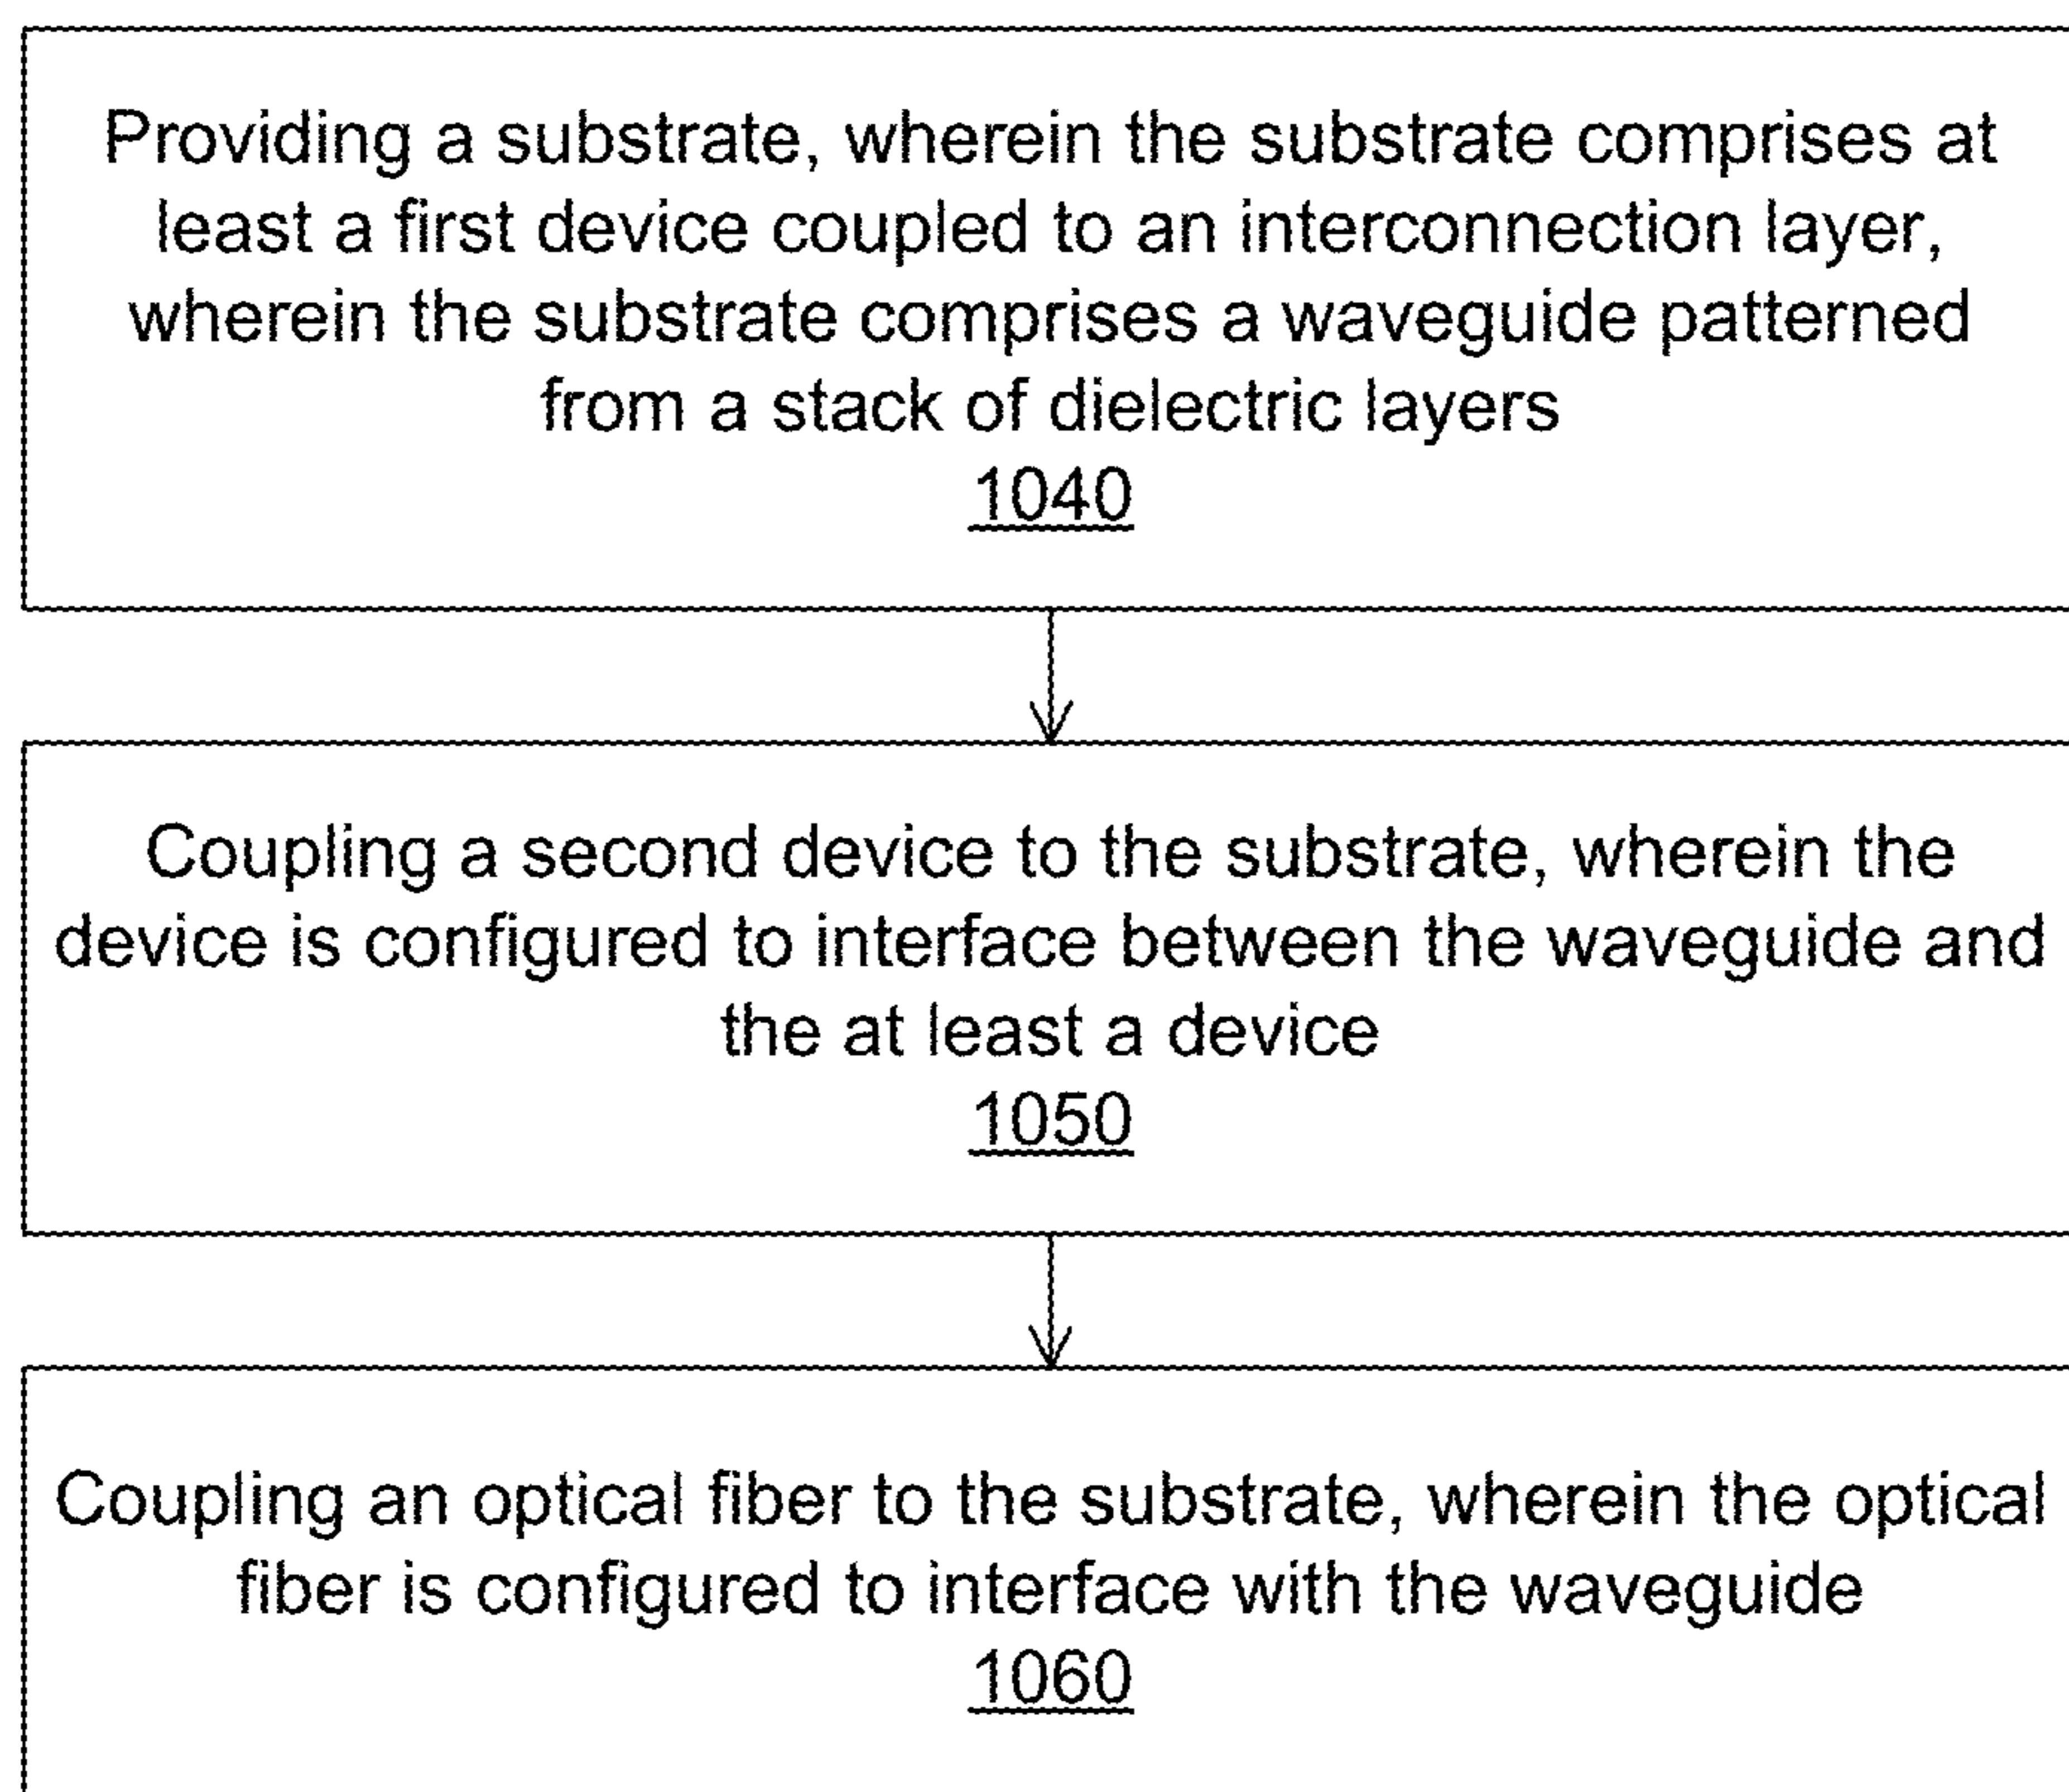 Providing a substrate, wherein the substrate comprises at
least a first device coupled to an interconnection layer,
wherein the substrate comprises a waveguide patterned
from a stack of dielectric layers
1040
Coupling a second device to the substrate, wherein the
device is configured to interface between the waveguide and
the at least a device
1050
Coupling an optical fiber to the substrate, wherein the optical
fiber is configured to interface with the waveguide
1060